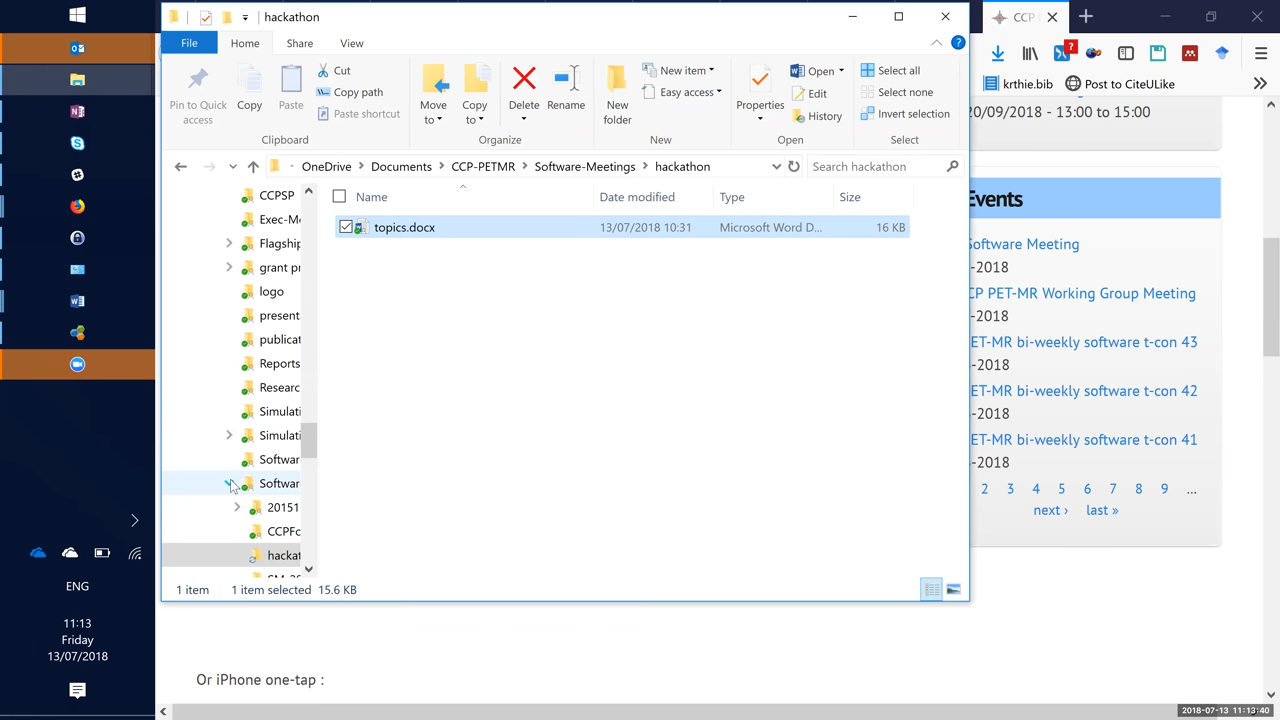 hackathon
File
Home
Share
View
Pin to Quick access
Copy
Paste
Cut
Copy path
Paste shortcut
Clipboard
Move to
Copy To
Delete
Rename
Organize
New folder
New item
Easy access
New
Properties
Open
Edit
History
Open
Select all
Select none
Invert selection
Select
OneDrive
Documents
CCP-PETMR
Software-Meetings
hackathon
Search hackathon
Name
Date modified
Type
Size
topics.docx
13/07/2018 10:31
Microsoft Word D...
16 KB
CCPSP
Exec-Me
Flagship
grant pr
logo
present
publicat
Reports
Researc
Simulati
Simulati
Softwar
Softwar
20151
CCPFo
hackat
1 item
1 item selected
15.6 KB
CCP
?
krthie.bib
Post to CiteULike
20/09/2018 - 13:00 to 15:00
Events
Software Meeting
-2018
CP PET-MR Working Group Meeting
-2018
ET-MR bi-weekly software t-con 43
-2018
ET-MR bi-weekly software t-con 42
-2018
ET-MR bi-weekly software t-con 41
-2018
2 3 4 5 6 7 8 9 ...
next › last »
Or iPhone one-tap :
ENG
11:13
Friday
13/07/2018
2018-07-13 11:13:40